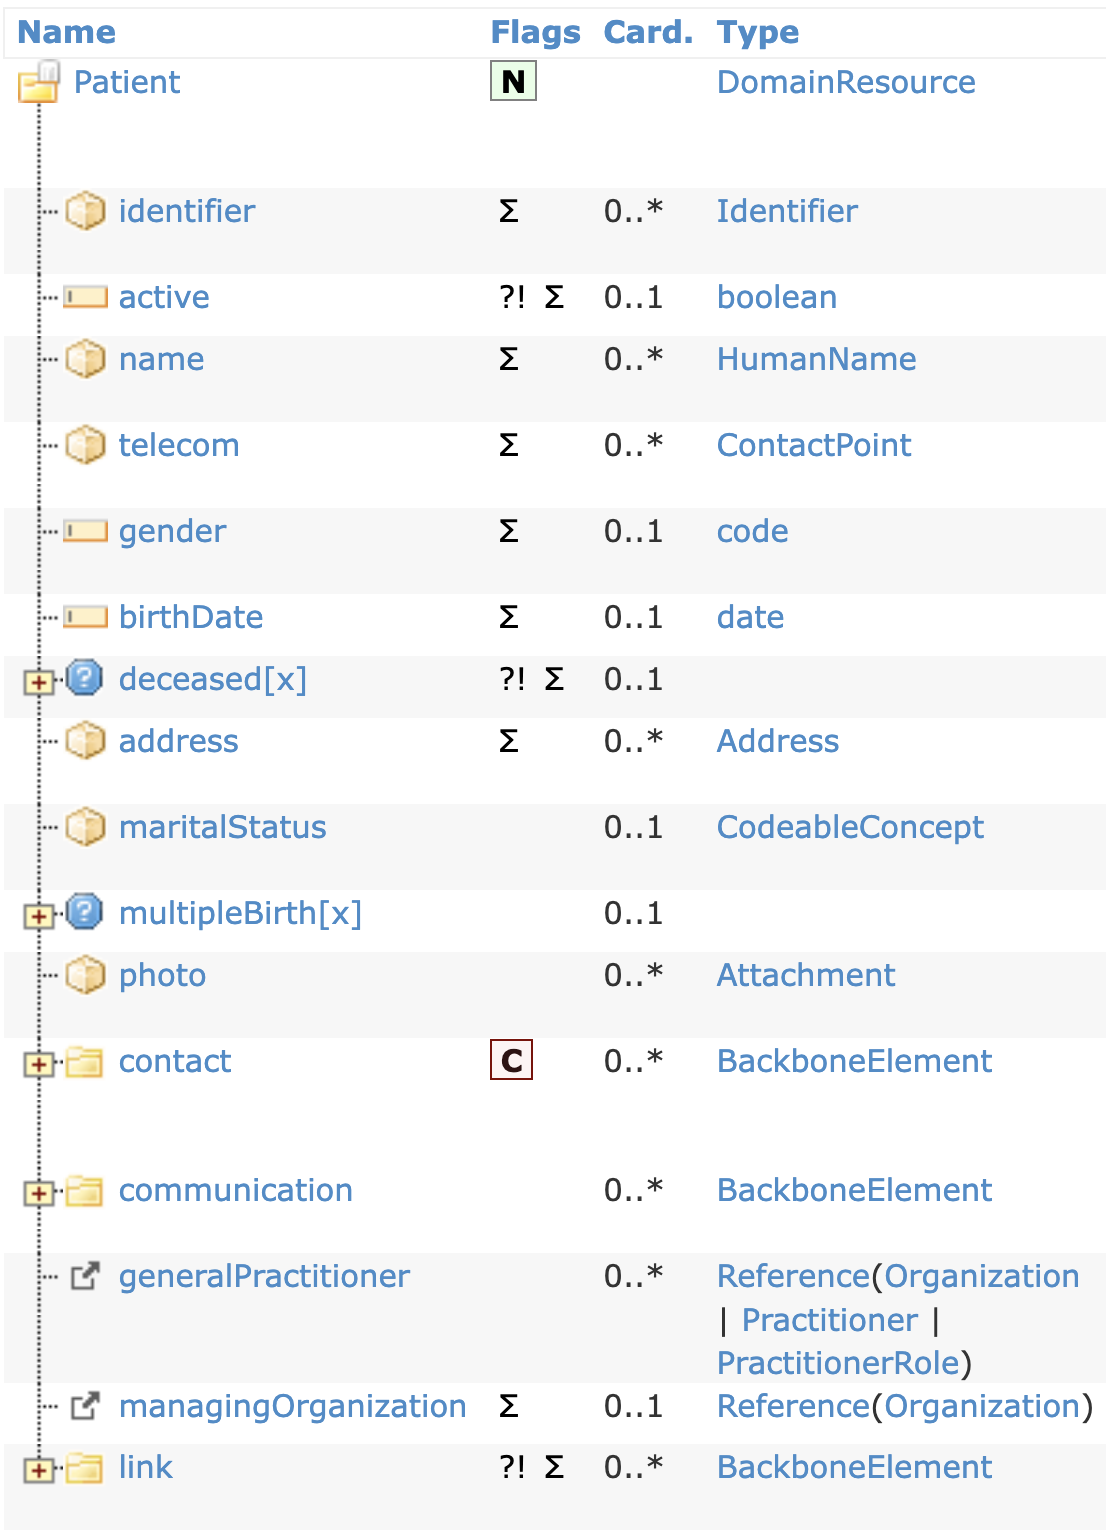 Name Flags Card. Type
Patient N DomainResource
identifier Σ 0..* Identifier
active ?! Σ 0..1 boolean
name Σ 0..* HumanName
telecom Σ 0..* ContactPoint
gender Σ 0..1 code
birthDate Σ 0..1 date
deceased[x] ?! Σ 0..1
address Σ 0..* Address
maritalStatus 0..1 CodeableConcept
multipleBirth[x] 0..1
photo 0..* Attachment
contact C 0..* BackboneElement
communication 0..* BackboneElement
generalPractitioner 0..* Reference(Organization
| Practitioner |
PractitionerRole)
managingOrganization Σ 0..1 Reference(Organization)
link ?! Σ 0..* BackboneElement